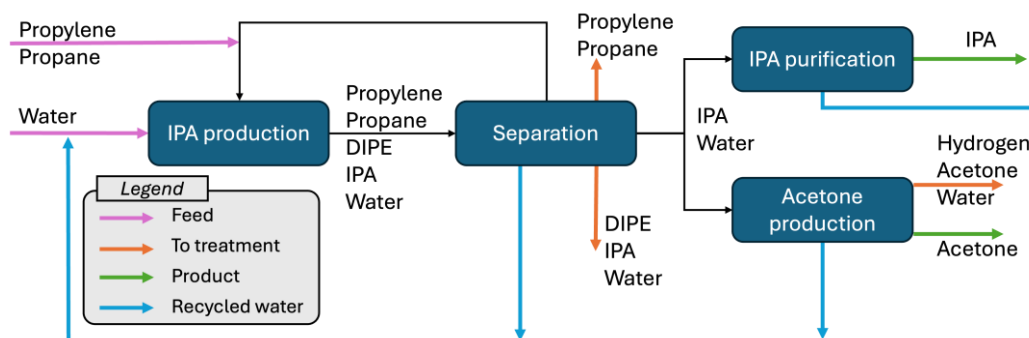 Propylene
Propane
Water
IPA production
Propylene
Propane
DIPE
IPA
Water
Separation
Propylene
Propane
DIPE
IPA
Water
IPA
Water
IPA purification
IPA
Acetone
production
Hydrogen
Acetone
Water
Acetone
Legend
Feed
To treatment
Product
Recycled water